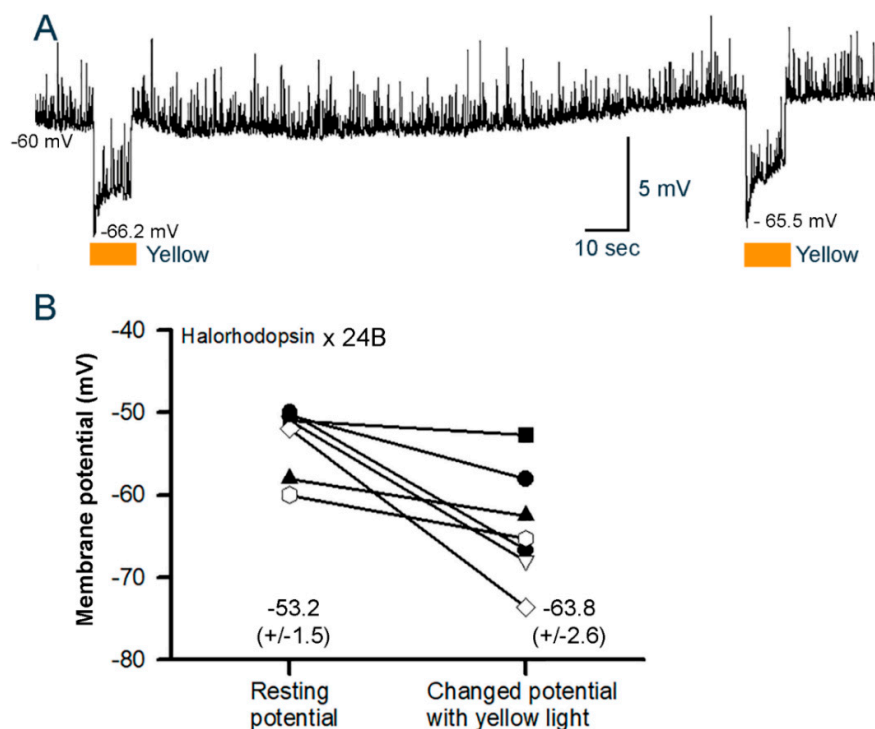 A
-60 mV
5 mV
-66.2 mV
- 65.5 mV
10 sec
Yellow
Yellow
B
Halorhodopsin x 24B
Membrane potential (mV)
-40
-50
-60
-70
-80
-53.2
(+/-1.5)
-63.8
(+/-2.6)
Resting
potential
Changed potential
with yellow light